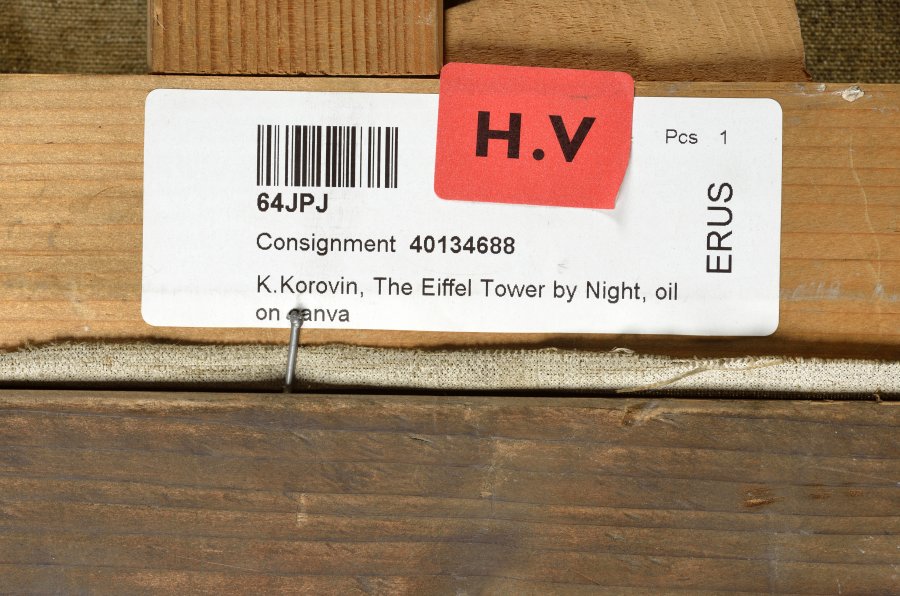 H.V
Pcs 1
64JPJ
ERUS
Consignment 40134688
K.Korovin, The Eiffel Tower by Night, oil
on canva